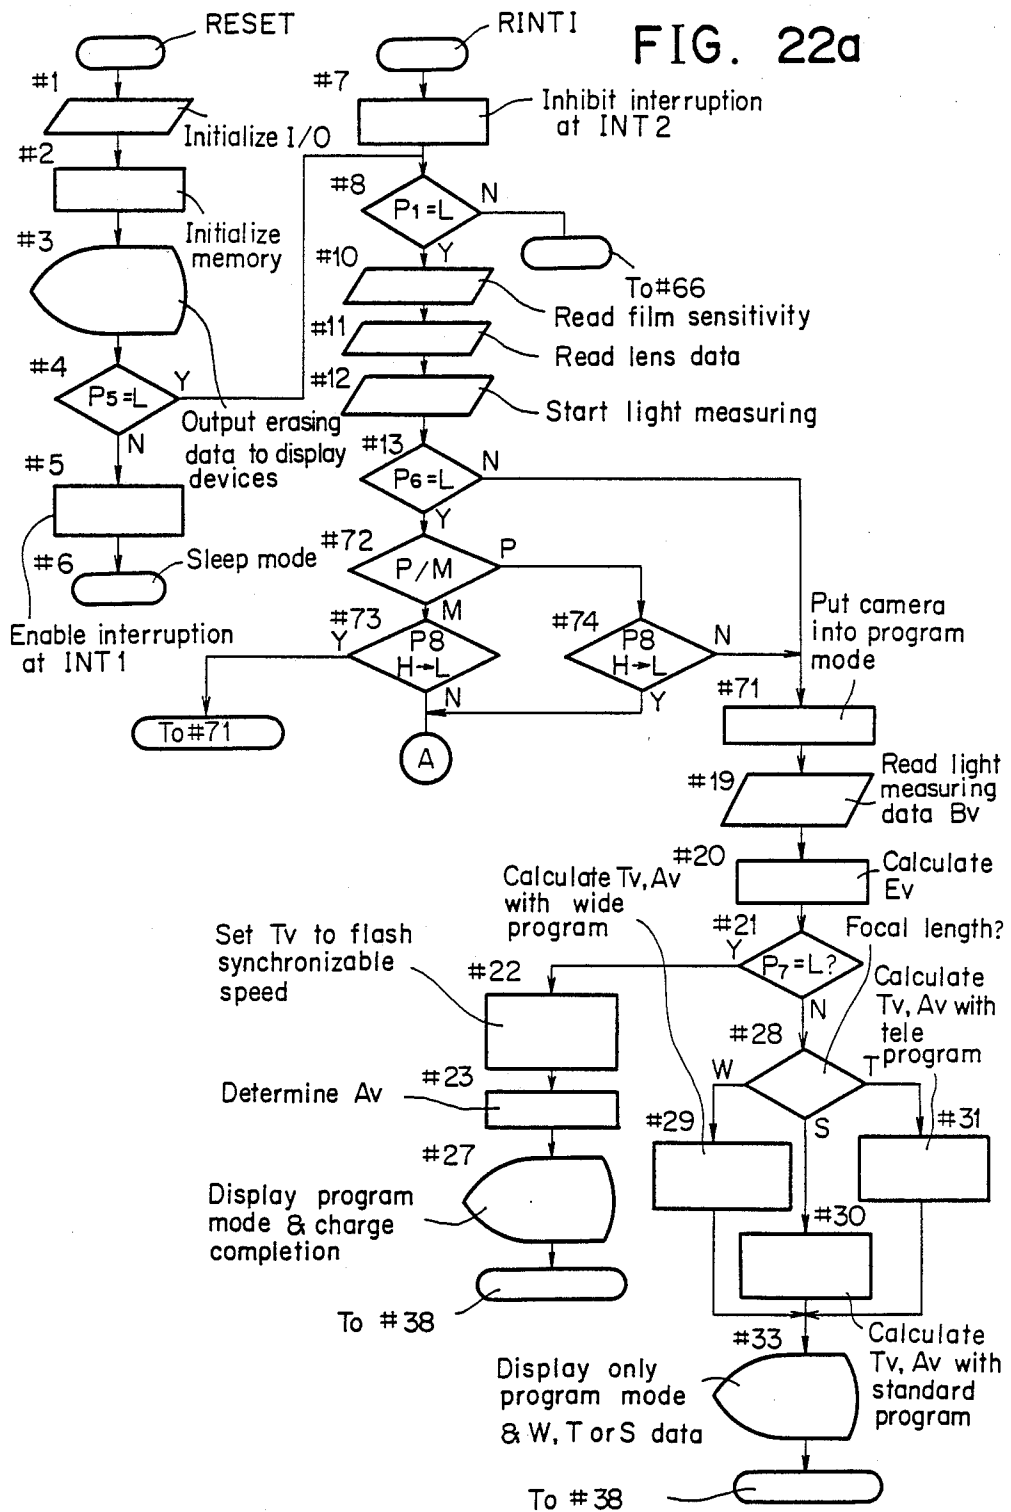 FIG. 22a
RESET
#1
Initialize I/O
#2
Initialize
memory
#3
Output erasing
data to display
devices
#4
P5=L
Y
N
#5
Enable interruption
at INT1
#6
Sleep mode
RINTI
#7
Inhibit interruption
at INT2
#8
P1=L
N
Y
To#66
#10
Read film sensitivity
#11
Read lens data
#12
Start light measuring
#13
P6=L
N
Y
#72
P/M
P
M
#73
P8
H→L
Y
N
To#71
A
#74
P8
H→L
N
Y
Put camera
into program
mode
#71
#19
Read light
measuring
data Bv
#20
Calculate
Ev
#21
P7=L?
Y
N
Set Tv to flash
synchronizable
speed
#22
Determine Av
#23
#27
Display program
mode & charge
completion
To #38
Focal length?
#28
W
S
T
Calculate Tv, Av
with wide
program
#29
Calculate
Tv, Av with
tele
program
#31
#30
Calculate
Tv, Av with
standard
program
#33
Display only
program mode
& W, T or S data
To #38